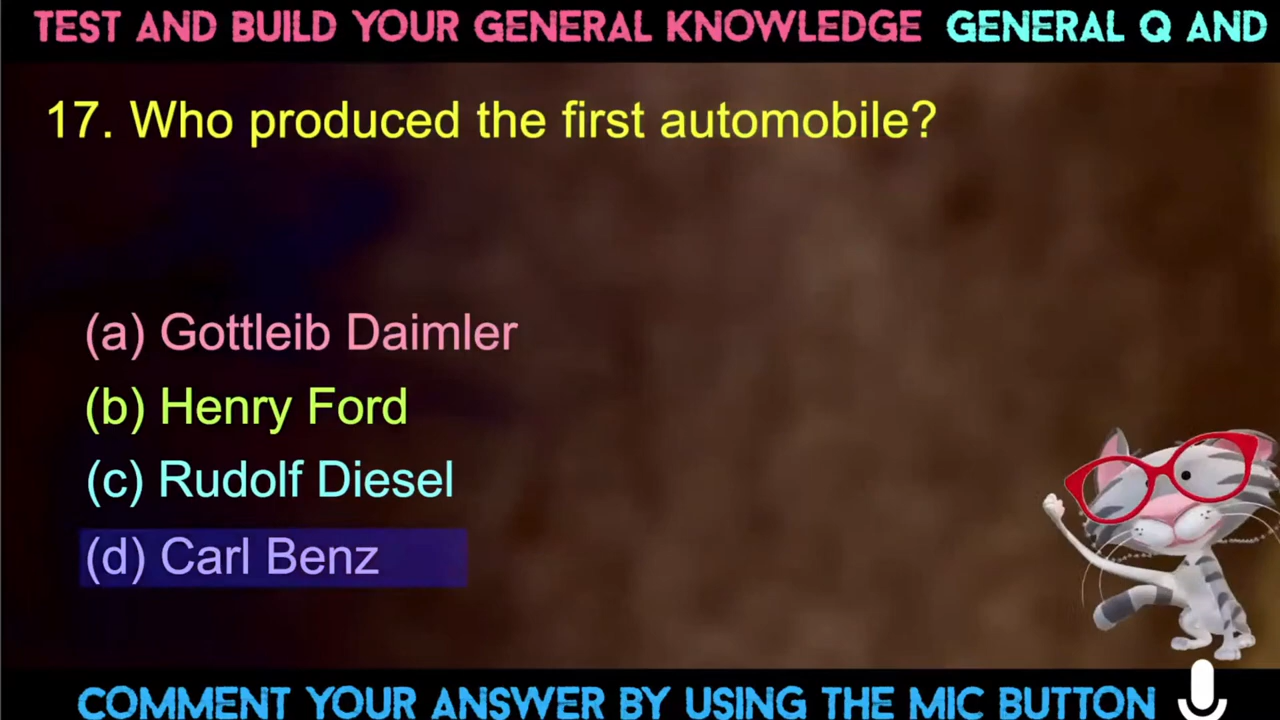 TEST AND BUILD YOUR GENERAL KNOWLEDGE GENERAL Q AND
17. Who produced the first automobile?
(a) Gottleib Daimler
(b) Henry Ford
(c) Rudolf Diesel
(d) Carl Benz
COMMENT YOUR ANSWER BY USING THE MIC BUTTON